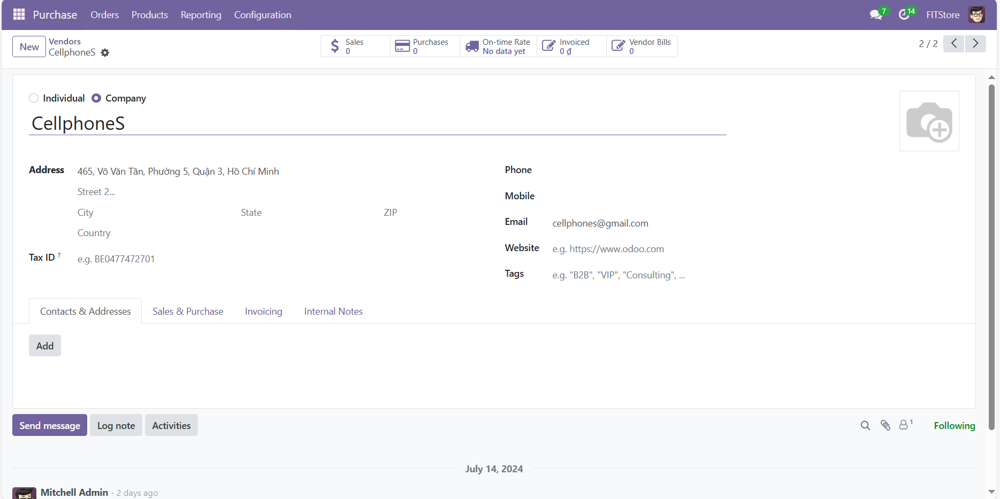 Purchase Orders Products Reporting Configuration 7 14 FITStore
New
Vendors
CellphoneS
Sales
0
Purchases
0
On-time Rate
No data yet
Invoiced
0 ₫
Vendor Bills
0
2 / 2
Individual Company
CellphoneS
Address
465, Võ Văn Tần, Phường 5, Quận 3, Hồ Chí Minh
Street 2...
City State ZIP
Country
Tax ID ?
e.g. BE0477472701
Phone
Mobile
Email
cellphones@gmail.com
Website
e.g. https://www.odoo.com
Tags
e.g. "B2B", "VIP", "Consulting", ...
Contacts & Addresses Sales & Purchase Invoicing Internal Notes
Add
Send message Log note Activities 1 Following
July 14, 2024
Mitchell Admin - 2 days ago